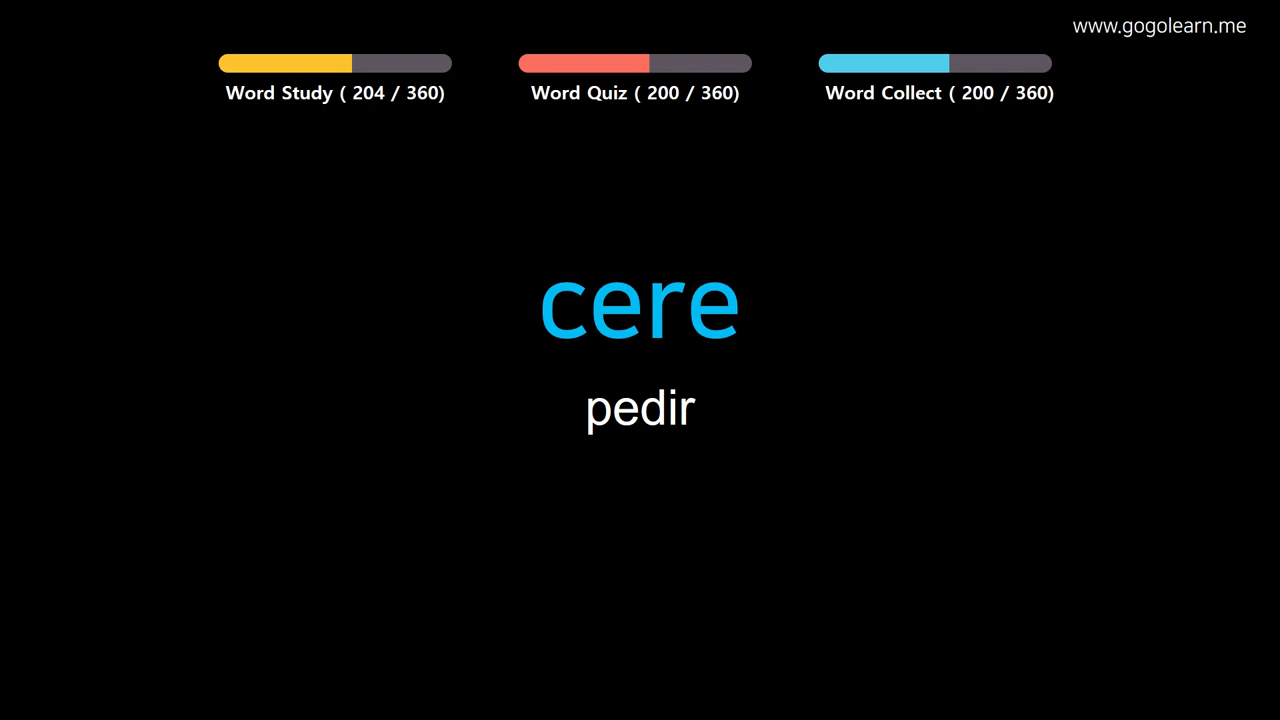 www.gogolearn.me
Word Study ( 204 / 360)
Word Quiz ( 200 / 360)
Word Collect ( 200 / 360)
cere
pedir